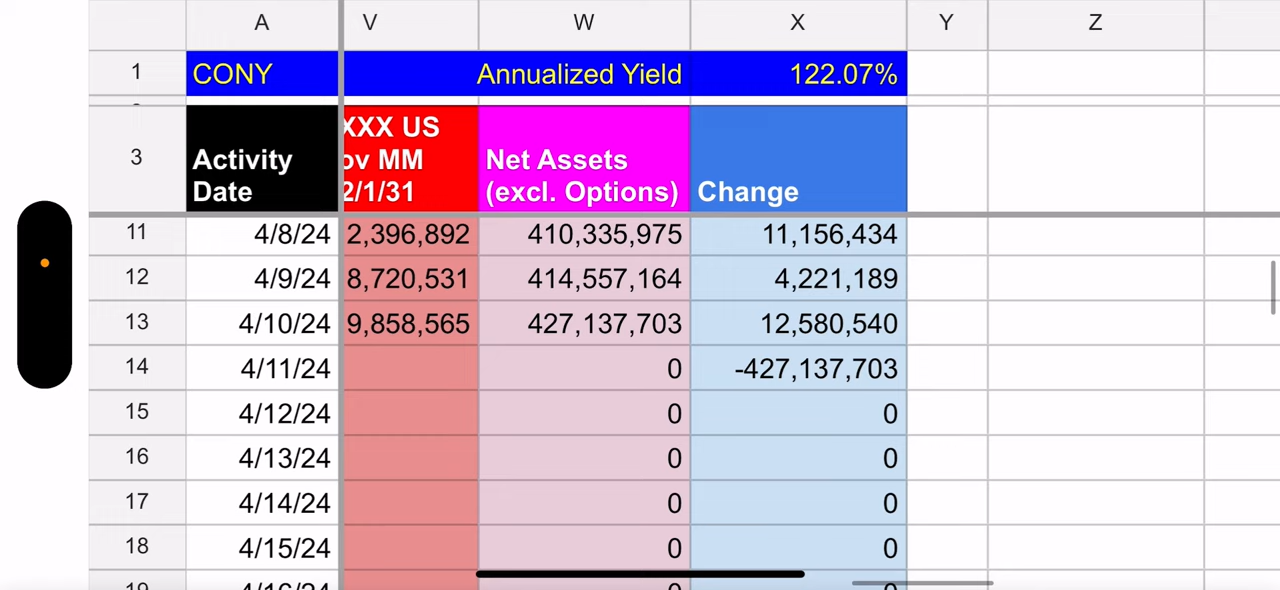 A V W X Y Z
1 CONY Annualized Yield 122.07%
3 Activity Date XXX US ov MM 2/1/31 Net Assets (excl. Options) Change
11 4/8/24 2,396,892 410,335,975 11,156,434
12 4/9/24 8,720,531 414,557,164 4,221,189
13 4/10/24 9,858,565 427,137,703 12,580,540
14 4/11/24 0 -427,137,703
15 4/12/24 0 0
16 4/13/24 0 0
17 4/14/24 0 0
18 4/15/24 0 0